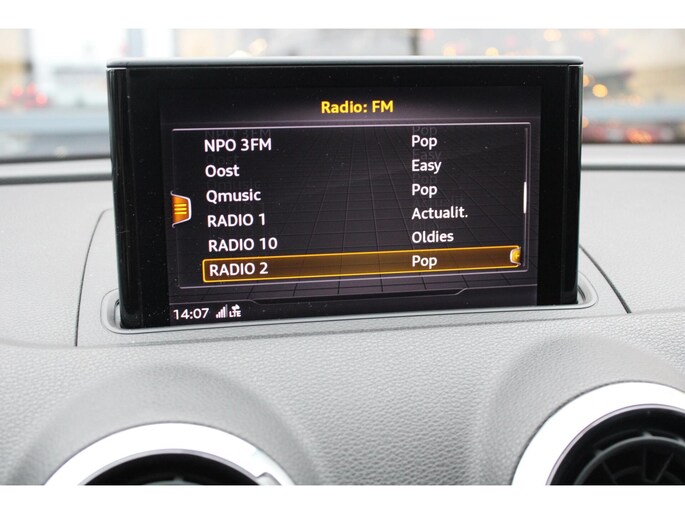 Radio: FM
NPO 3FM Pop
Oost Easy
Qmusic Pop
RADIO 1 Actualit.
RADIO 10 Oldies
RADIO 2 Pop
14:07 LTE